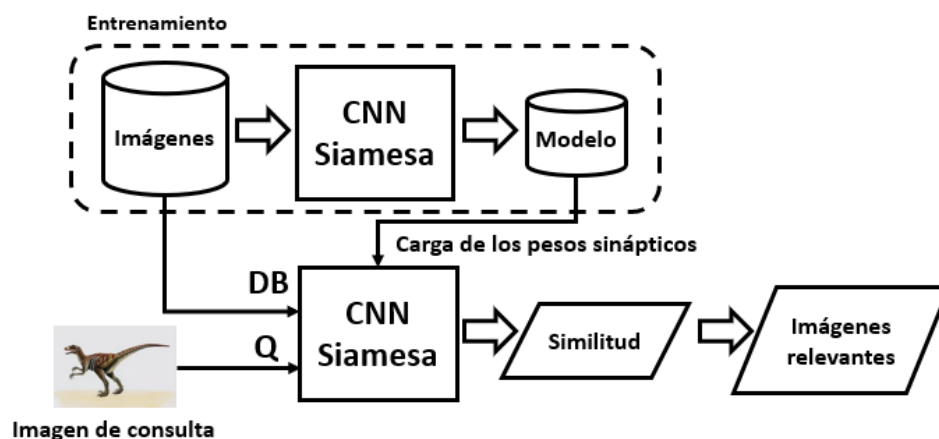 Entrenamiento
Imágenes
CNN
Siamesa
Modelo
Carga de los pesos sinápticos
DB
Q
CNN
Siamesa
Similitud
Imágenes
relevantes
Imagen de consulta